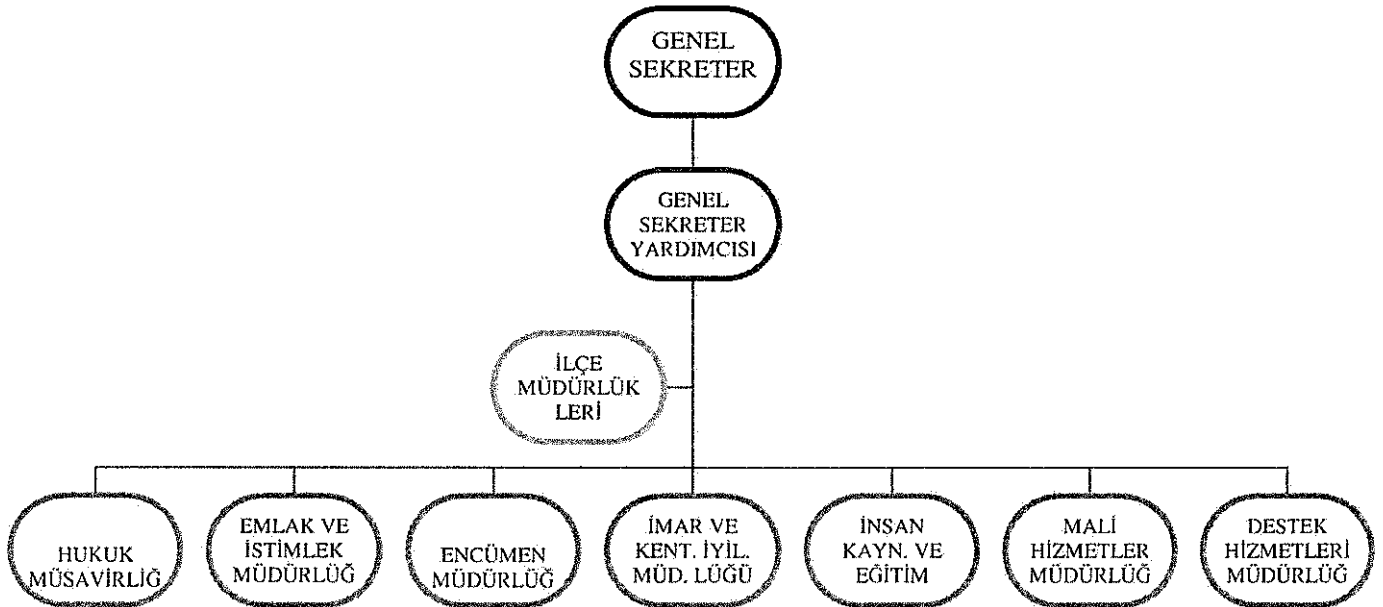 GENEL
SEKRETER
GENEL
SEKRETER
YARDIMCISI
İLÇE
MÜDÜRLÜK
LERİ
HUKUK
MÜSAVİRLİĞ
EMLAK VE
İSTİMLEK
MÜDÜRLÜĞ
ENCÜMEN
MÜDÜRLÜĞ
İMAR VE
KENT. İYİL.
MÜD. LÜĞÜ
İNSAN
KAYN. VE
EĞİTİM
MALİ
HİZMETLER
MÜDÜRLÜĞ
DESTEK
HİZMETLERİ
MÜDÜRLÜĞ